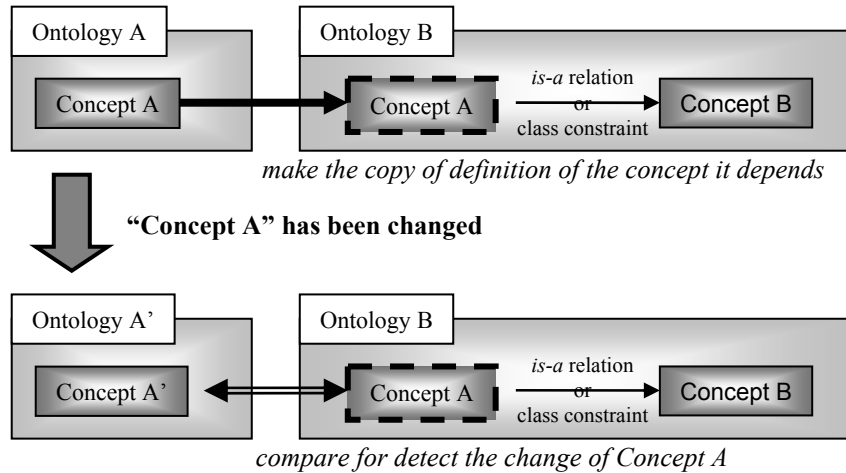 Ontology A
Ontology B
Concept A
Concept A
is-a relation
or
class constraint
Concept B
make the copy of definition of the concept it depends
“Concept A” has been changed
Ontology A’
Ontology B
Concept A’
Concept A
is-a relation
or
class constraint
Concept B
compare for detect the change of Concept A